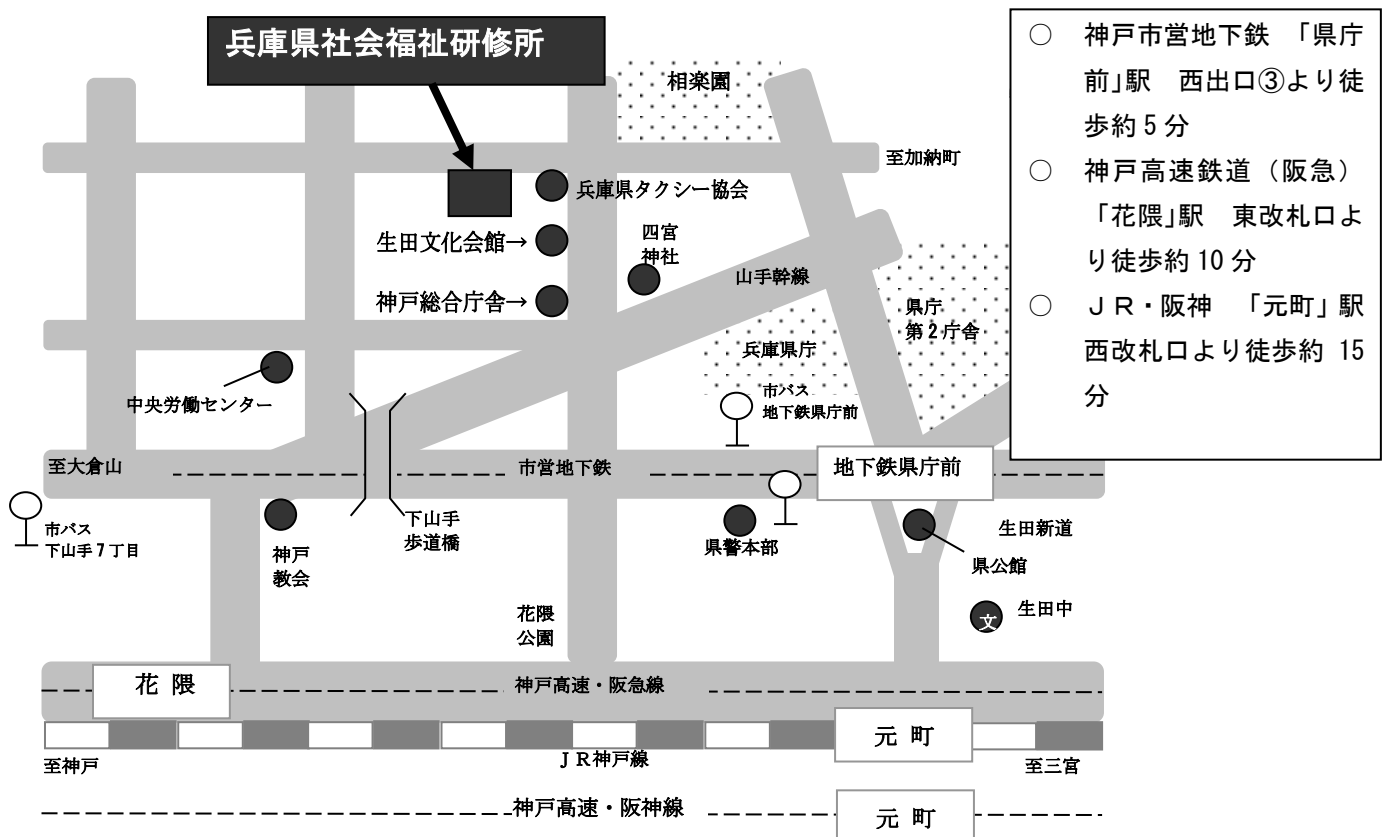 兵庫県社会福祉研修所
○ 神戸市営地下鉄 「県庁
前」駅 西出口③より徒
歩約5分
○ 神戸高速鉄道（阪急）
「花隈」駅 東改札口よ
り徒歩約10分
○ ＪＲ・阪神 「元町」駅
西改札口より徒歩約 15
分
相楽園
至加納町
兵庫県タクシー協会
生田文化会館→
四宮
神社
山手幹線
神戸総合庁舎→
県庁
第2庁舎
兵庫県庁
中央労働センター
市バス
地下鉄県庁前
至大倉山
市営地下鉄
地下鉄県庁前
市バス
下山手7丁目
神戸
教会
下山手
歩道橋
県警本部
生田新道
県公館
花隈
公園
文
生田中
花 隈
神戸高速・阪急線
元 町
至神戸
ＪＲ神戸線
至三宮
神戸高速・阪神線
元 町